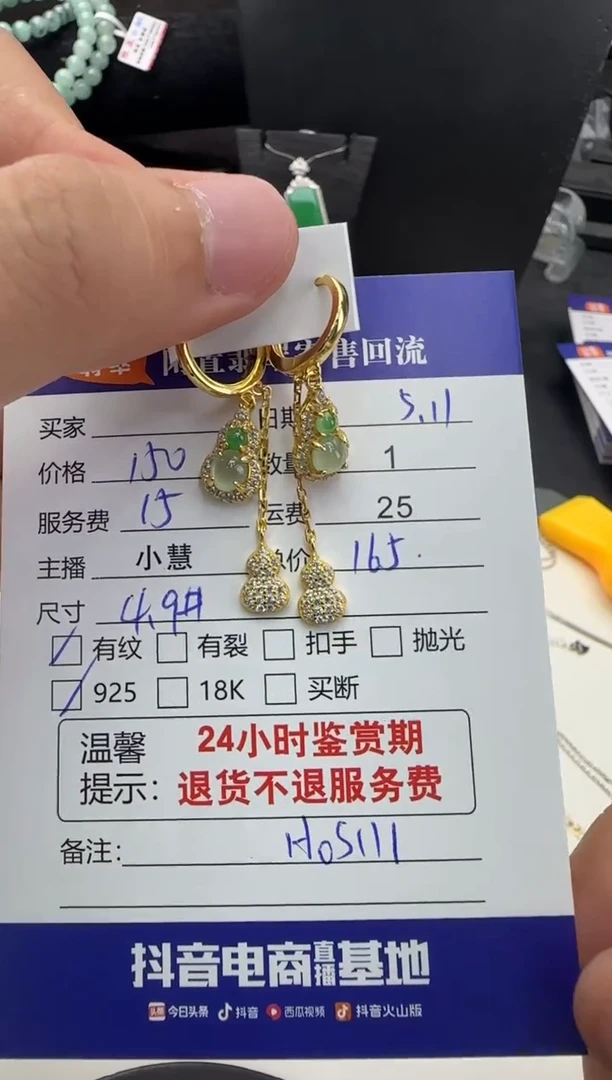 售回流
买家
日期 5.11
价格 150
数量 1
服务费 15
运费 25
主播 小慧
总价 165.
尺寸 4.9#
有纹 有裂 扣手 抛光
925 18K 买断
温馨 24小时鉴赏期
提示: 退货不退服务费
备注: H05111
抖音电商直播基地
头条 今日头条 抖音 西瓜视频 抖音火山版